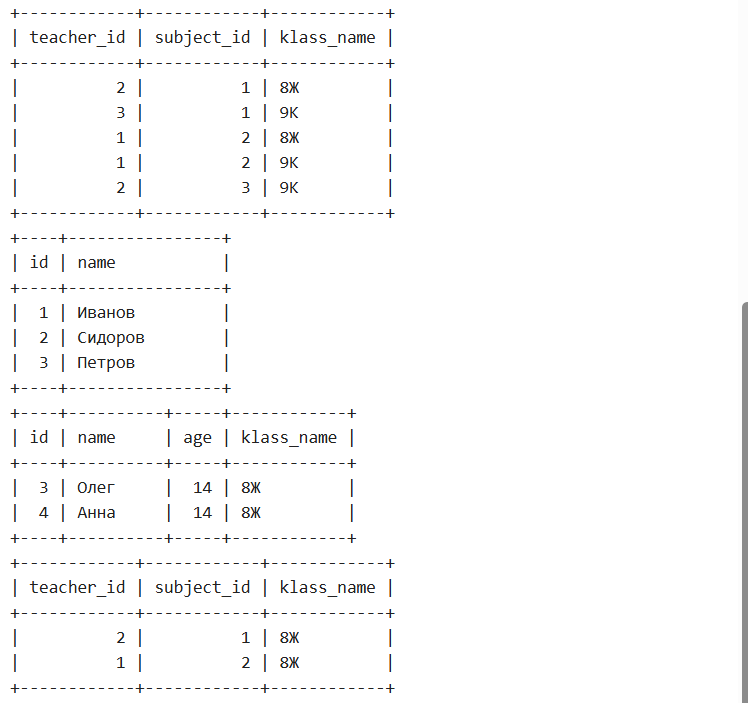 +------------+------------+------------+
| teacher_id | subject_id | klass_name |
+------------+------------+------------+
|          2 |          1 | 8Ж         |
|          3 |          1 | 9К         |
|          1 |          2 | 8Ж         |
|          1 |          2 | 9К         |
|          2 |          3 | 9К         |
+------------+------------+------------+
+----+----------------+
| id | name           |
+----+----------------+
|  1 | Иванов         |
|  2 | Сидоров        |
|  3 | Петров         |
+----+----------------+
+----+----------+-----+------------+
| id | name     | age | klass_name |
+----+----------+-----+------------+
|  3 | Олег     |  14 | 8Ж         |
|  4 | Анна     |  14 | 8Ж         |
+----+----------+-----+------------+
+------------+------------+------------+
| teacher_id | subject_id | klass_name |
+------------+------------+------------+
|          2 |          1 | 8Ж         |
|          1 |          2 | 8Ж         |
+------------+------------+------------+